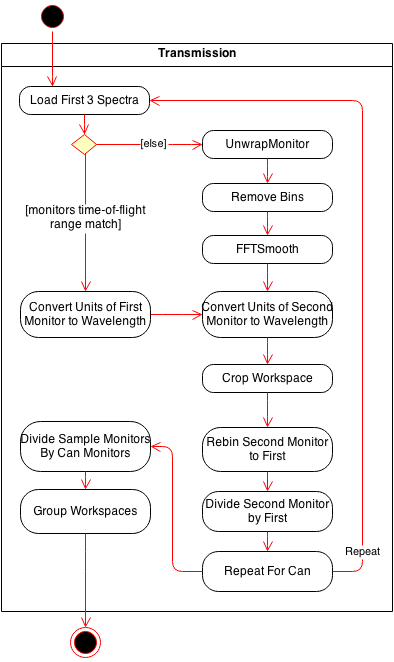 Transmission
Load First 3 Spectra
[else]
UnwrapMonitor
Remove Bins
[monitors time-of-flight
range match]
FFTSmooth
Convert Units of First
Monitor to Wavelength
Convert Units of Second
Monitor to Wavelength
Crop Workspace
Divide Sample Monitors
By Can Monitors
Rebin Second Monitor
to First
Group Workspaces
Divide Second Monitor
by First
Repeat
Repeat For Can